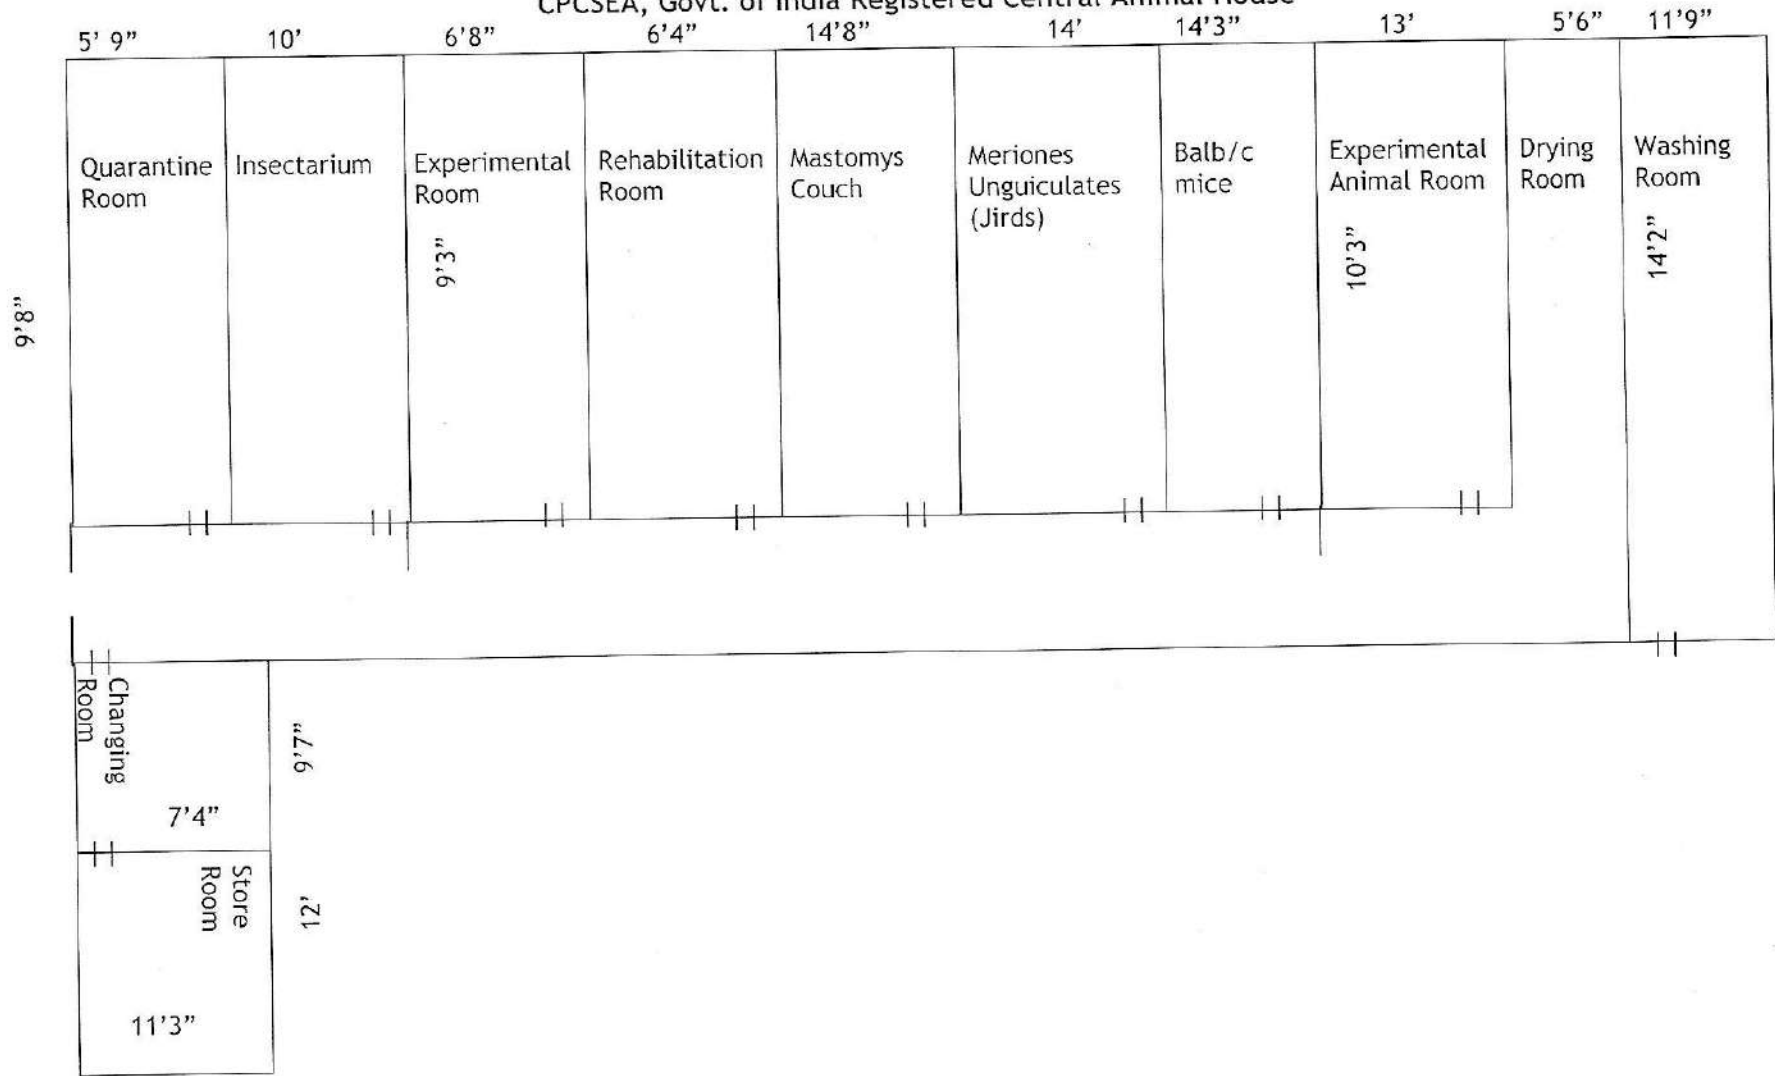 CPCSEA, Govt. of India Registered Central Animal House
5' 9” 10' 6'8” 6'4” 14'8” 14' 14'3” 13' 5'6” 11'9”
Quarantine
Room
Insectarium
Experimental
Room
9'3”
Rehabilitation
Room
Mastomys
Couch
Meriones
Unguiculates
(Jirds)
Balb/c
mice
Experimental
Animal Room
10'3”
Drying
Room
Washing
Room
14'2”
9'8”
Changing
Room
7'4”
9'7”
Store
Room
12'
11'3”